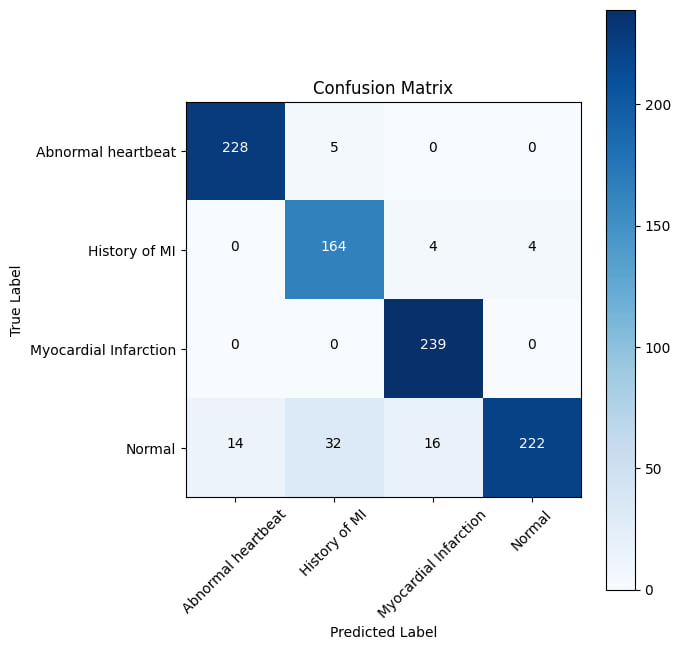 Confusion Matrix
True Label
Abnormal heartbeat 228 5 0 0
History of MI 0 164 4 4
Myocardial Infarction 0 0 239 0
Normal 14 32 16 222
Abnormal heartbeat
History of MI
Myocardial Infarction
Normal
Predicted Label
200
150
100
50
0